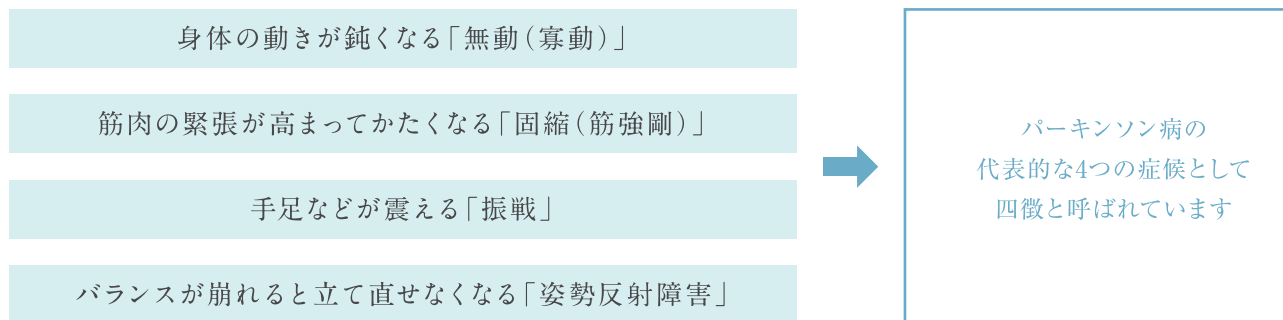 身体の動きが鈍くなる「無動（寡動）」
筋肉の緊張が高まってかたくなる「固縮（筋強剛）」
手足などが震える「振戦」
バランスが崩れると立て直せなくなる「姿勢反射障害」
パーキンソン病の
代表的な4つの症候として
四徴と呼ばれています